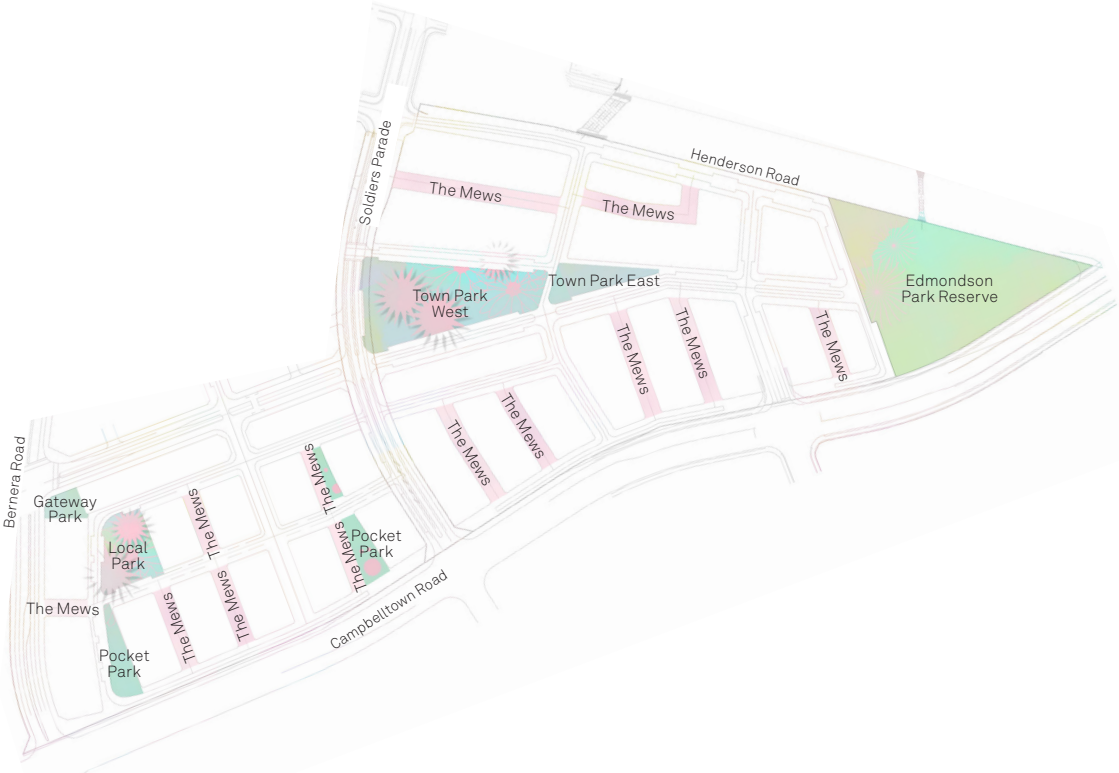 Soldiers Parade
Henderson Road
The Mews
The Mews
Town Park East
Town Park
West
Edmondson
Park Reserve
The Mews
The Mews
The Mews
The Mews
The Mews
Bernera Road
Gateway
Park
The Mews
The Mews
Local
Park
Pocket
Park
The Mews
The Mews
The Mews
The Mews
Pocket
Park
Campbelltown Road